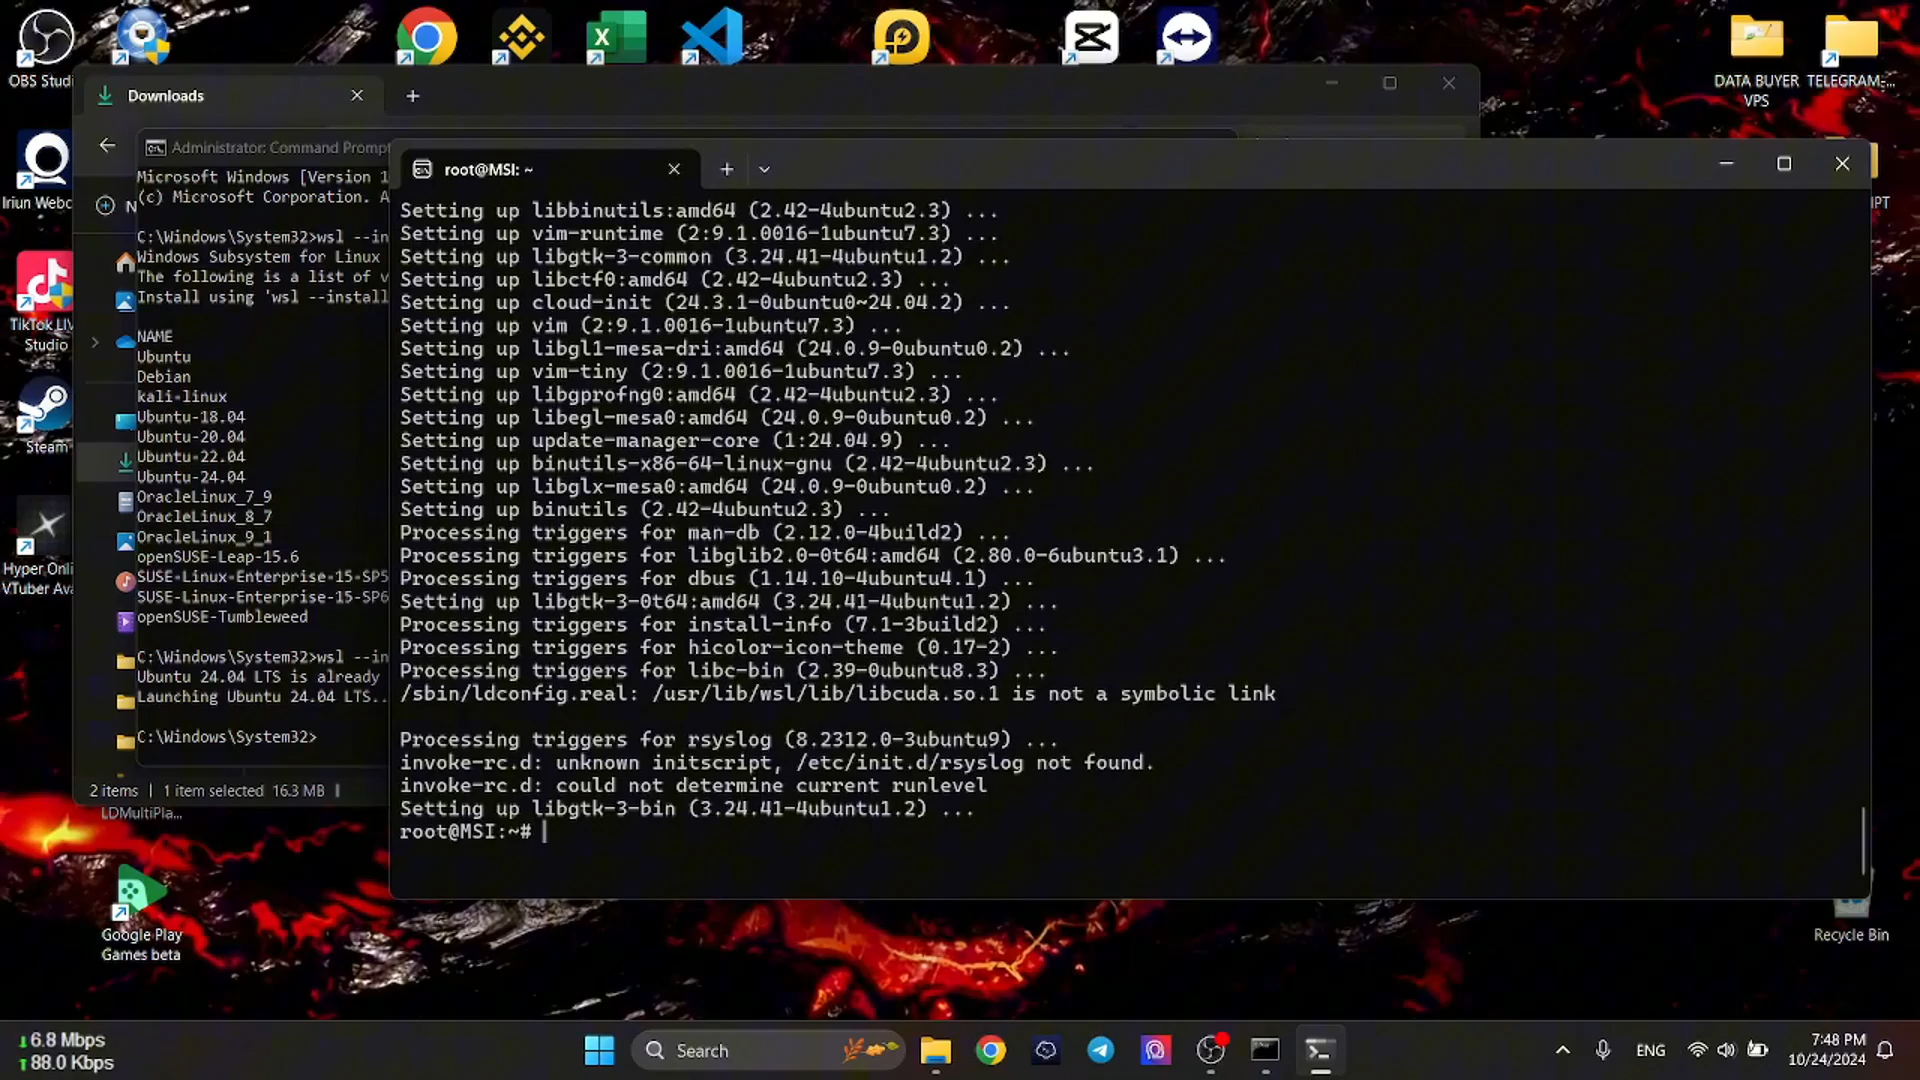 OBS Studi
DATA BUYER
VPS
TELEGRAM-...
Downloads
Iriun Webc
Administrator: Command Prompt
Microsoft Windows [Version 1
(c) Microsoft Corporation. A
C:\Windows\System32>wsl --in
Windows Subsystem for Linux
The following is a list of v
Install using 'wsl --install
NAME
Ubuntu
Debian
kali-linux
Ubuntu-18.04
Ubuntu-20.04
Ubuntu-22.04
Ubuntu-24.04
OracleLinux_7_9
OracleLinux_8_7
OracleLinux_9_1
openSUSE-Leap-15.6
SUSE-Linux-Enterprise-15-SP5
SUSE-Linux-Enterprise-15-SP6
openSUSE-Tumbleweed
C:\Windows\System32>wsl --in
Ubuntu 24.04 LTS is already
Launching Ubuntu 24.04 LTS..
C:\Windows\System32>
2 items
1 item selected 16.3 MB
TikTok LIV
Studio
Steam
Hyper Onli
VTuber Ava
LDMultiPla...
Google Play
Games beta
root@MSI: ~
Setting up libbinutils:amd64 (2.42-4ubuntu2.3) ...
Setting up vim-runtime (2:9.1.0016-1ubuntu7.3) ...
Setting up libgtk-3-common (3.24.41-4ubuntu1.2) ...
Setting up libctf0:amd64 (2.42-4ubuntu2.3) ...
Setting up cloud-init (24.3.1-0ubuntu0~24.04.2) ...
Setting up vim (2:9.1.0016-1ubuntu7.3) ...
Setting up libgl1-mesa-dri:amd64 (24.0.9-0ubuntu0.2) ...
Setting up vim-tiny (2:9.1.0016-1ubuntu7.3) ...
Setting up libgprofng0:amd64 (2.42-4ubuntu2.3) ...
Setting up libegl-mesa0:amd64 (24.0.9-0ubuntu0.2) ...
Setting up update-manager-core (1:24.04.9) ...
Setting up binutils-x86-64-linux-gnu (2.42-4ubuntu2.3) ...
Setting up libglx-mesa0:amd64 (24.0.9-0ubuntu0.2) ...
Setting up binutils (2.42-4ubuntu2.3) ...
Processing triggers for man-db (2.12.0-4build2) ...
Processing triggers for libglib2.0-0t64:amd64 (2.80.0-6ubuntu3.1) ...
Processing triggers for dbus (1.14.10-4ubuntu4.1) ...
Setting up libgtk-3-0t64:amd64 (3.24.41-4ubuntu1.2) ...
Processing triggers for install-info (7.1-3build2) ...
Processing triggers for hicolor-icon-theme (0.17-2) ...
Processing triggers for libc-bin (2.39-0ubuntu8.3) ...
/sbin/ldconfig.real: /usr/lib/wsl/lib/libcuda.so.1 is not a symbolic link
Processing triggers for rsyslog (8.2312.0-3ubuntu9) ...
invoke-rc.d: unknown initscript, /etc/init.d/rsyslog not found.
invoke-rc.d: could not determine current runlevel
Setting up libgtk-3-bin (3.24.41-4ubuntu1.2) ...
root@MSI:~#
IPT
Recycle Bin
6.8 Mbps
88.0 Kbps
Search
ENG
7:48 PM
10/24/2024